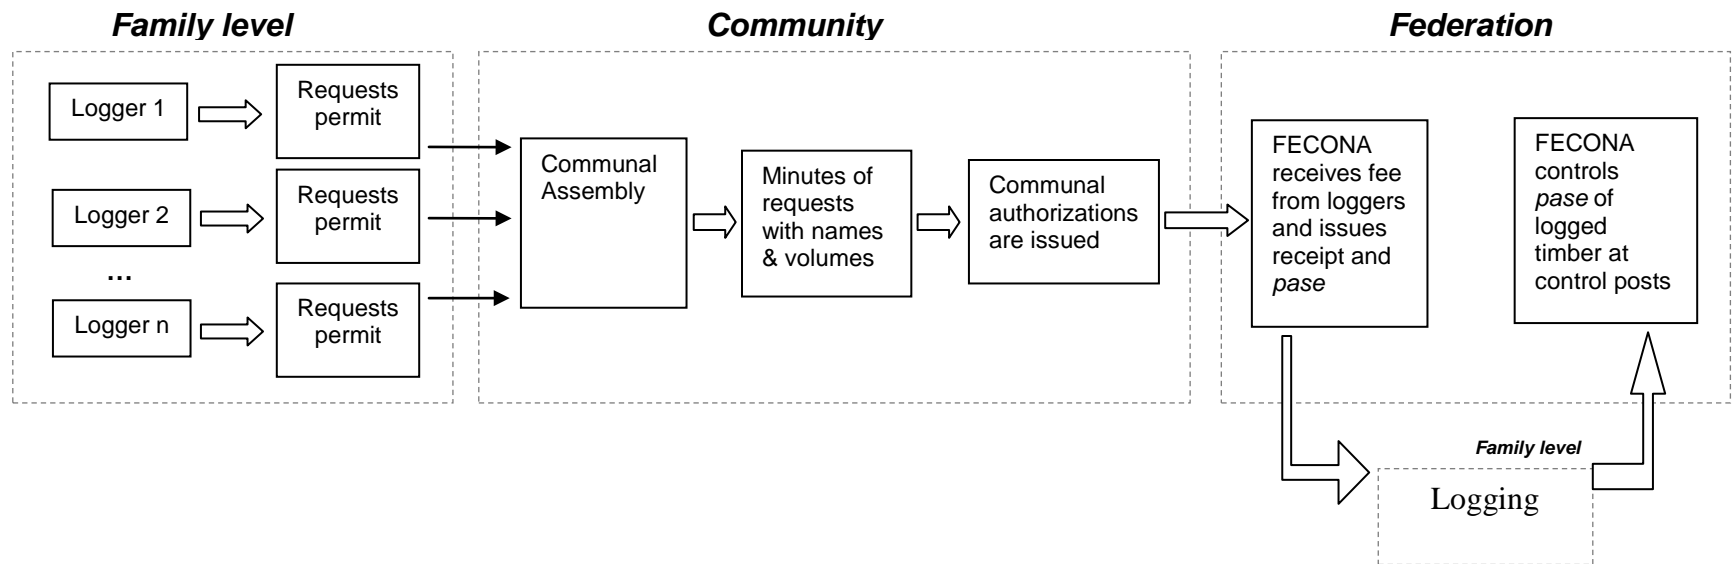 Family level
Community
Federation
Logger 1
Requests
permit
Logger 2
Requests
permit
...
Logger n
Requests
permit
Communal
Assembly
Minutes of
requests
with names
& volumes
Communal
authorizations
are issued
FECONA
receives fee
from loggers
and issues
receipt and
pase
FECONA
controls
pase of
logged
timber at
control posts
Family level
Logging